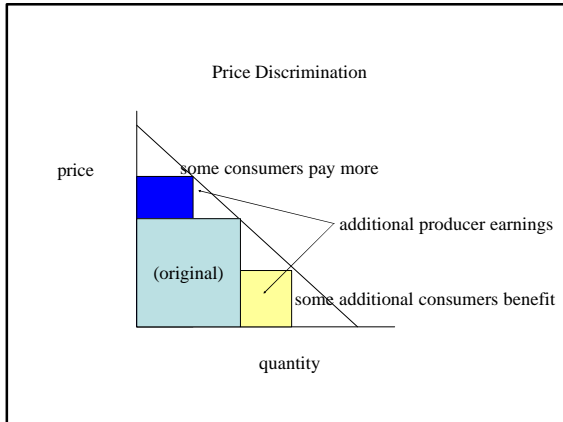 Price Discrimination
some consumers pay more
price
additional producer earnings
(original)
some additional consumers benefit
quantity